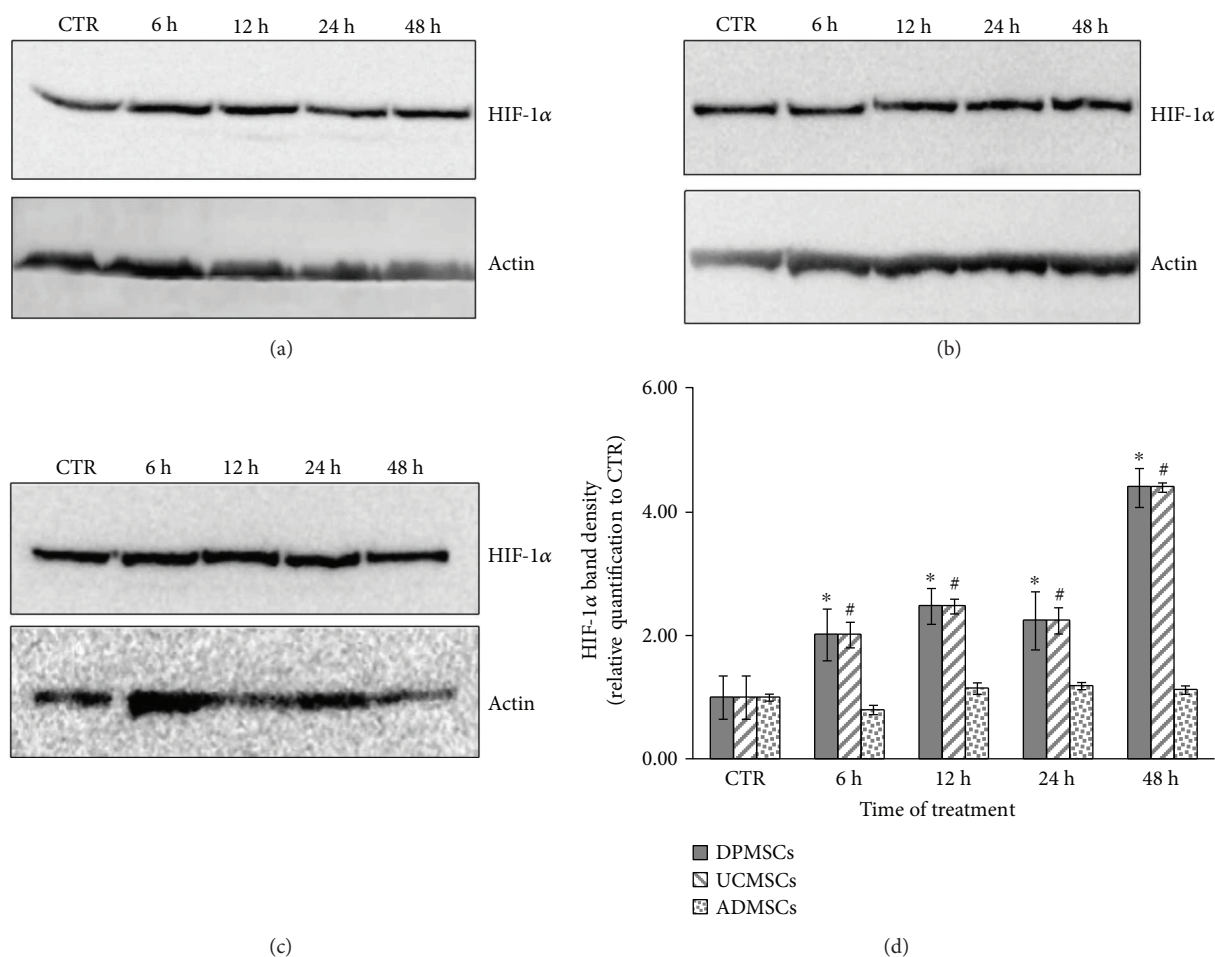 CTR 6 h 12 h 24 h 48 h
HIF-1α
Actin
(a)
CTR 6 h 12 h 24 h 48 h
HIF-1α
Actin
(b)
CTR 6 h 12 h 24 h 48 h
HIF-1α
Actin
(c)
HIF-1α band density
(relative quantification to CTR)
6.00
4.00
2.00
0.00
* # * # * # * #
CTR 6 h 12 h 24 h 48 h
Time of treatment
DPMSCs
UCMSCs
ADMSCs
(d)